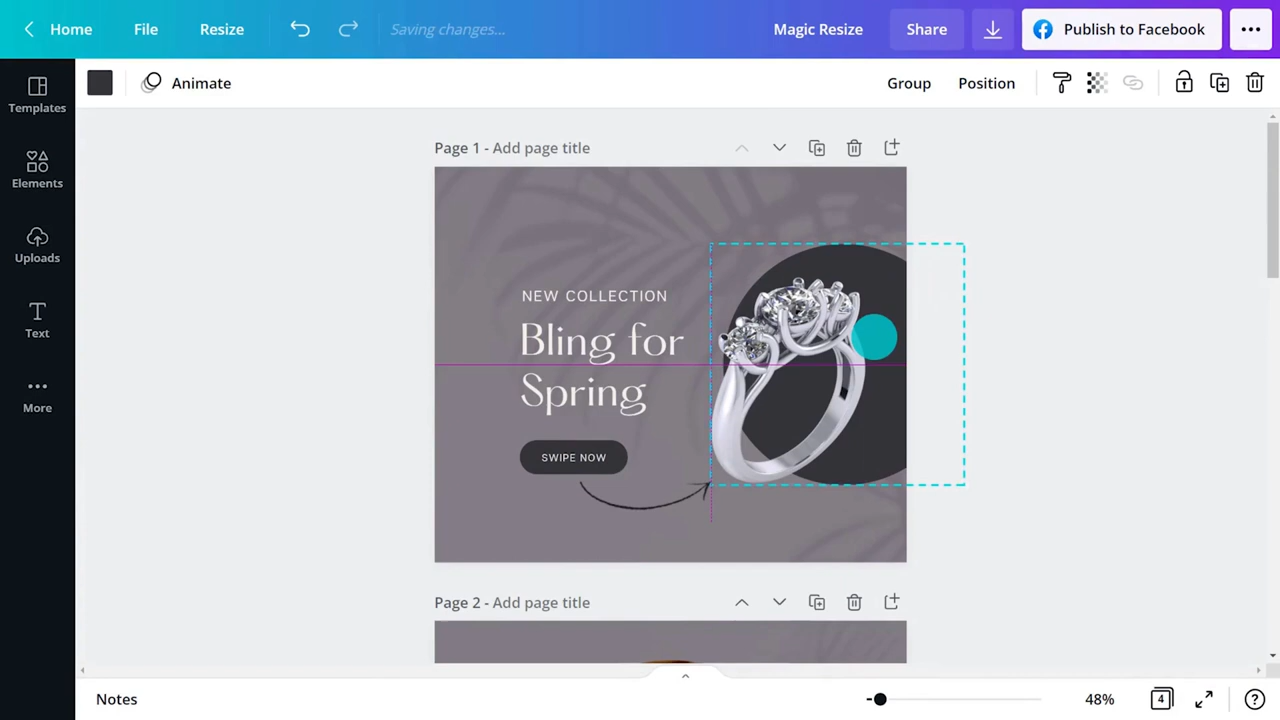 Home
File
Resize
Saving changes...
Magic Resize
Share
Publish to Facebook
Animate
Group
Position
Templates
Elements
Uploads
Text
More
Page 1 - Add page title
NEW COLLECTION
Bling for
Spring
SWIPE NOW
Page 2 - Add page title
Notes
48%
4
?